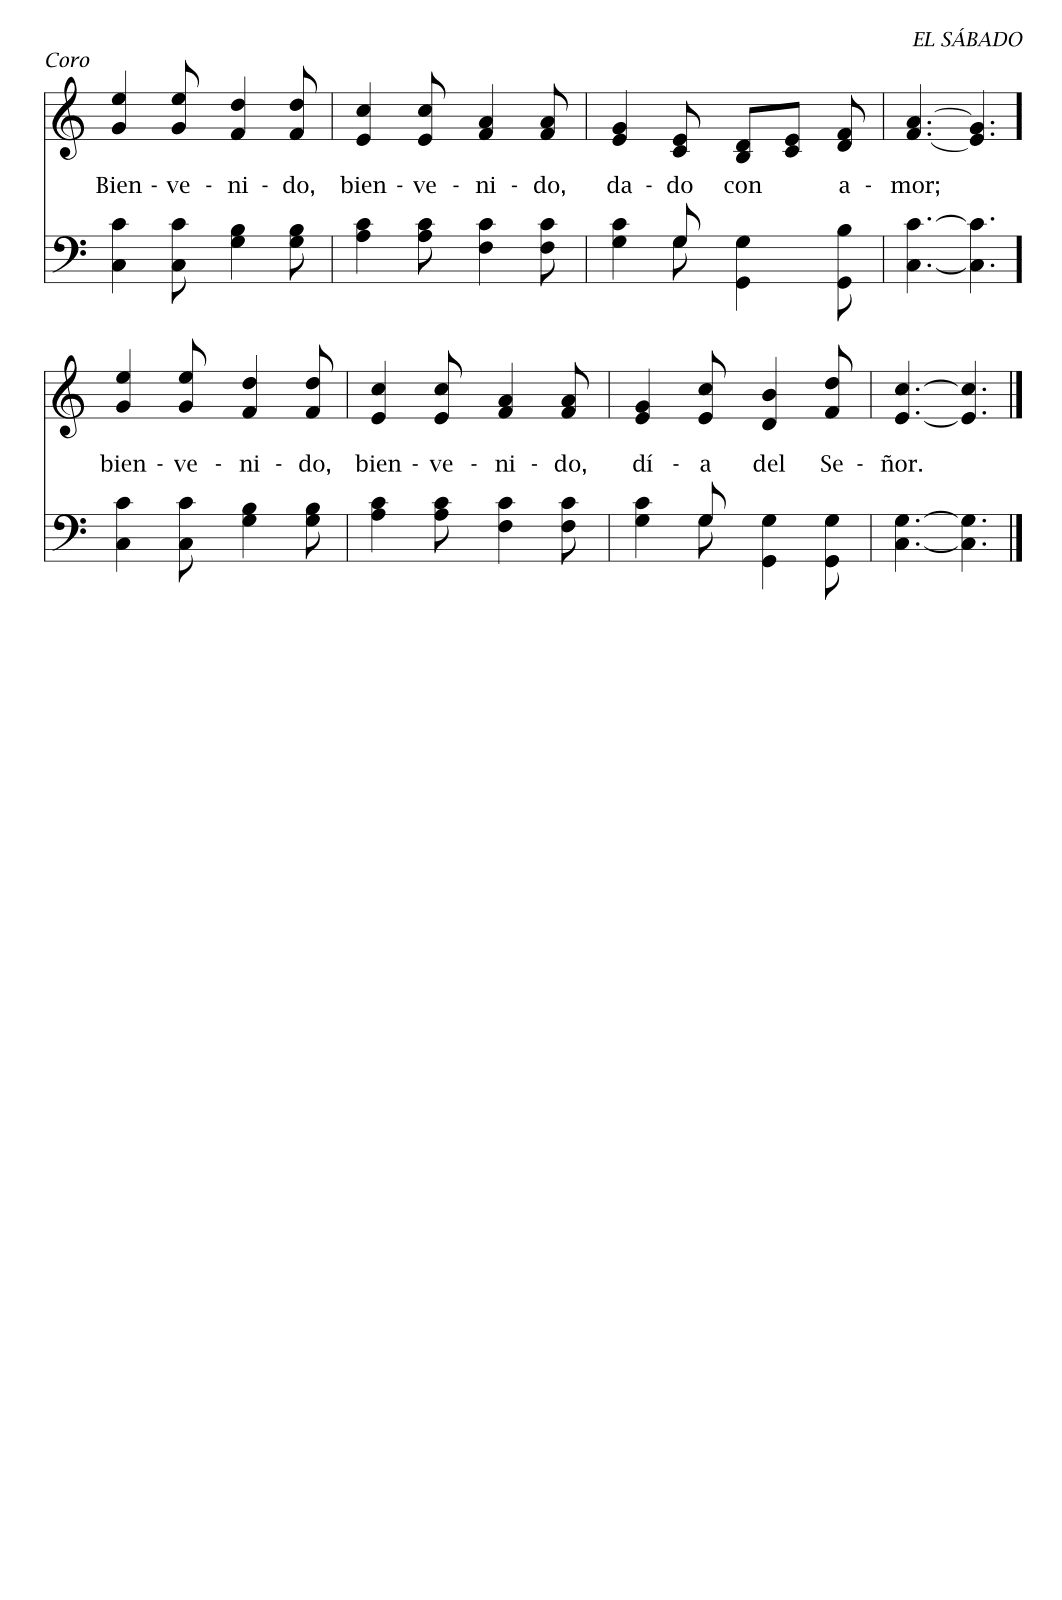 EL SÁBADO
Coro
Bien - ve - ni - do, bien - ve - ni - do, da - do con a - mor;
bien - ve - ni - do, bien - ve - ni - do, dí - a del Se - ñor.